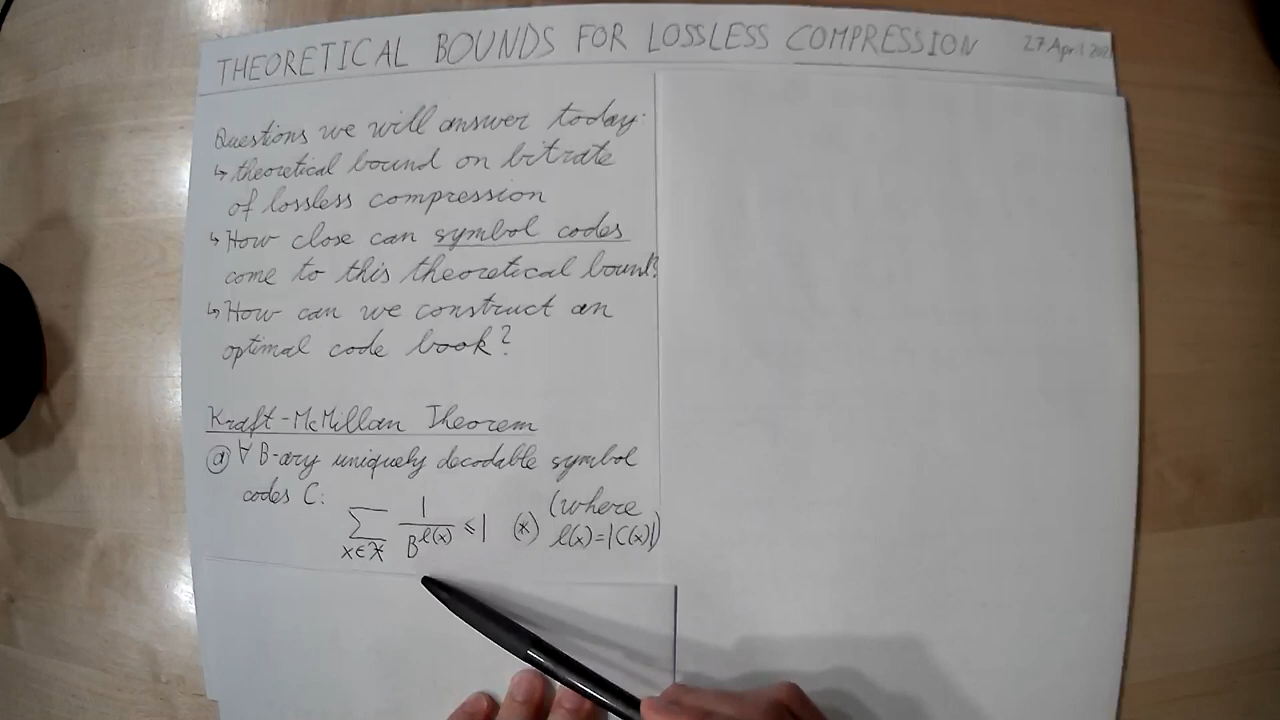 THEORETICAL BOUNDS FOR LOSSLESS COMPRESSION
27 April
Questions we will answer today:
↳ theoretical bound on bitrate
of lossless compression
↳ How close can symbol codes
come to this theoretical bound?
↳ How can we construct an
optimal code book?
Kraft-McMillan Theorem
ⓐ ∀ B-ary uniquely decodable symbol
codes C:
∑_{x∈𝔛} 1/B^{ℓ(x)} ≤ 1 (*) (where
ℓ(x)=|C(x)|)